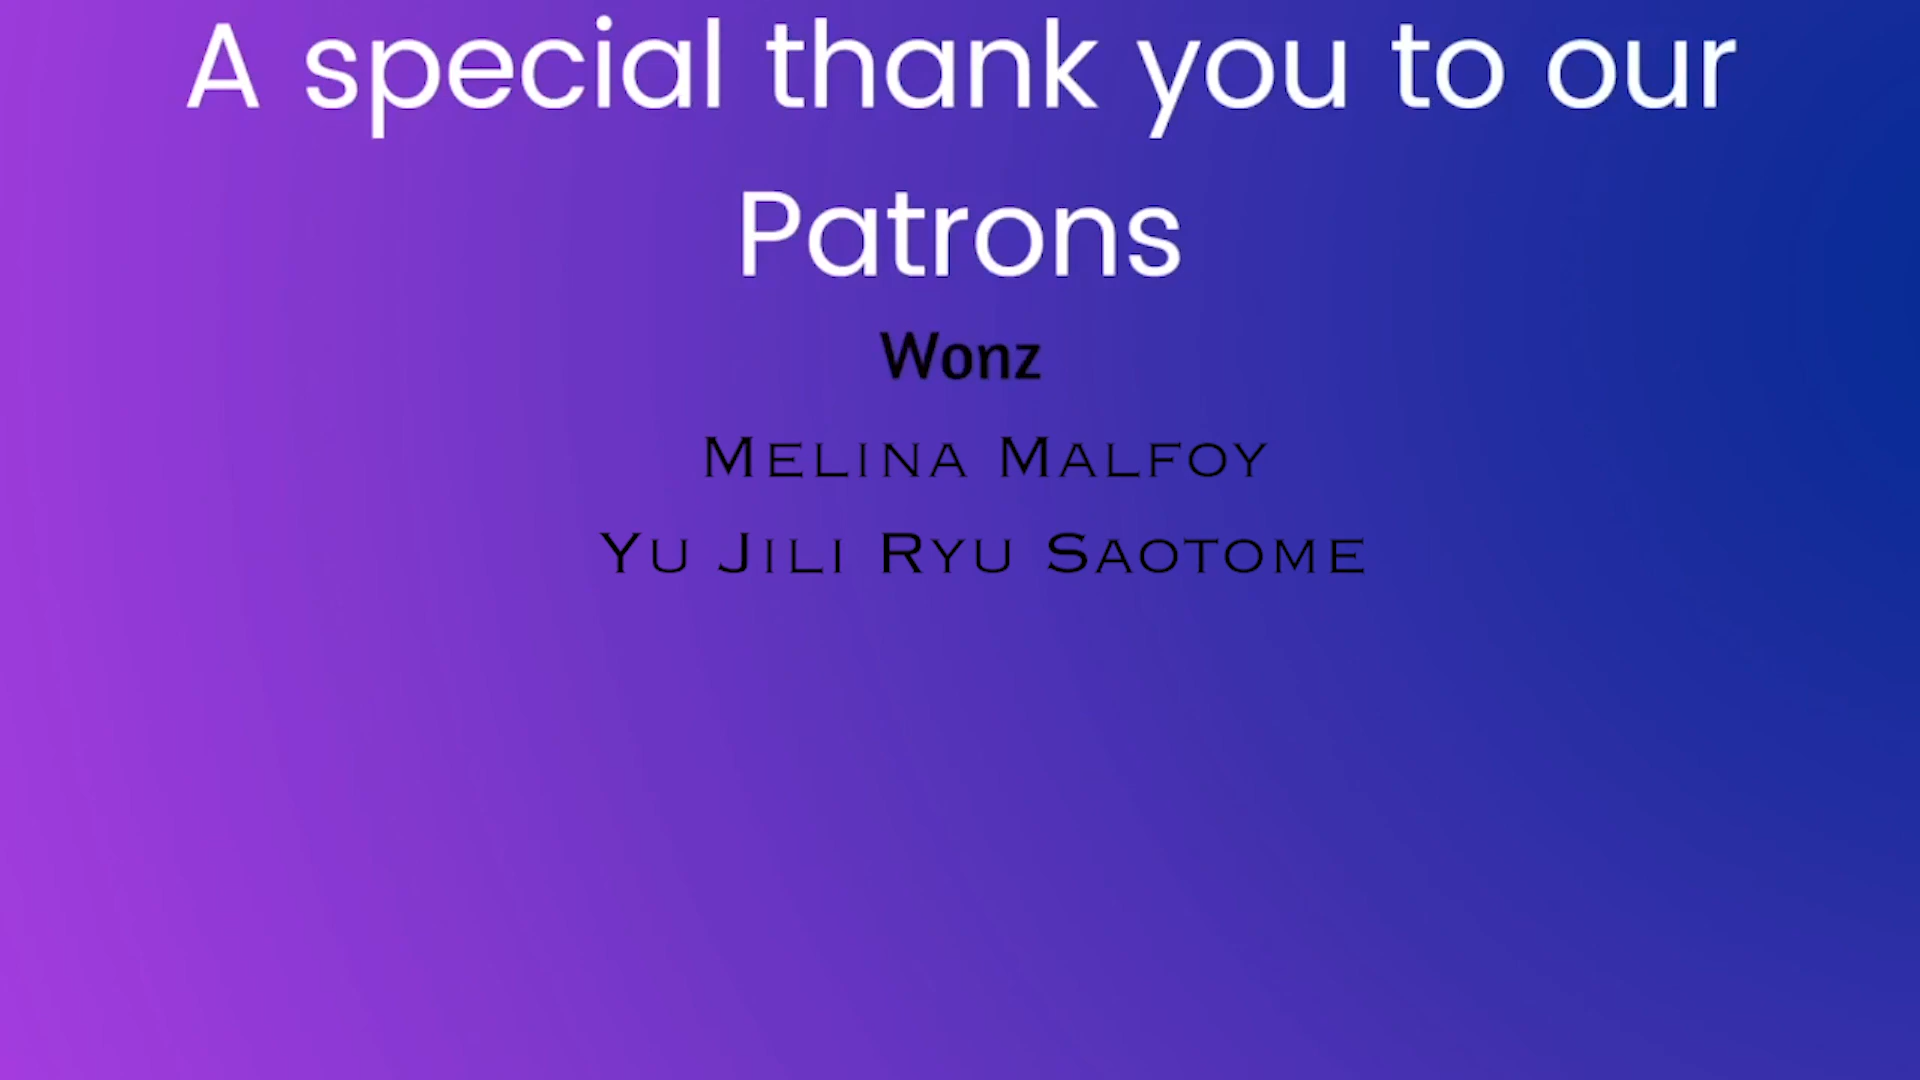 A special thank you to our
Patrons
Wonz
MELINA MALFOY
YU JILI RYU SAOTOME